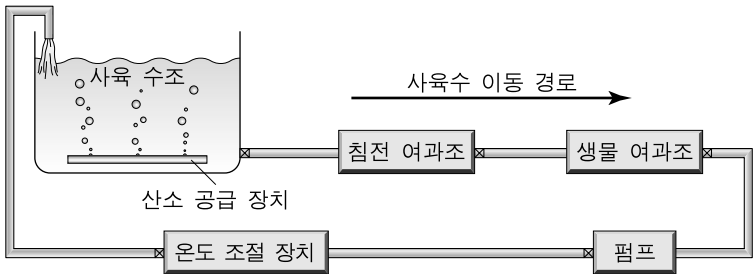 사육 수조
사육수 이동 경로
침전 여과조
생물 여과조
산소 공급 장치
온도 조절 장치
펌프